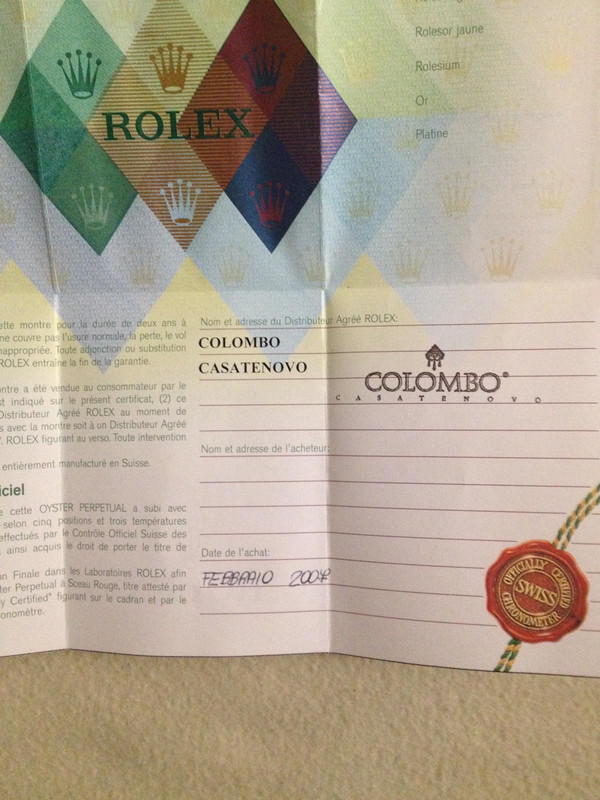 Rolesor jaune
Rolesium
Or
Platine
ROLEX
ette montre pour la durée de deux ans à
ne couvre pas l'usure normale, la perte, le vol
nappropriée. Toute adjonction ou substitution
ROLEX entraîne la fin de la garantie.
ontre a été vendue au consommateur par le
st indiqué sur le présent certificat, (2) ce
Distributeur Agréé ROLEX au moment de
s avec la montre soit à un Distributeur Agréé
ROLEX figurant au verso. Toute intervention
entièrement manufacturé en Suisse.
iciel
e cette OYSTER PERPETUAL a subi avec
selon cinq positions et trois températures
effectués par le Contrôle Officiel Suisse des
ainsi acquis le droit de porter le titre de
on Finale dans les Laboratoires ROLEX afin
ter Perpetual à Sceau Rouge, titre attesté par
y Certified" figurant sur le cadran et par le
onomètre.
Nom et adresse du Distributeur Agréé ROLEX:
COLOMBO
CASATENOVO
COLOMBO®
CASATENOVO
Nom et adresse de l'acheteur:
Date de l'achat:
FEBBRAIO 2004
OFFICIALLY CERTIFIED
SWISS
CHRONOMETER